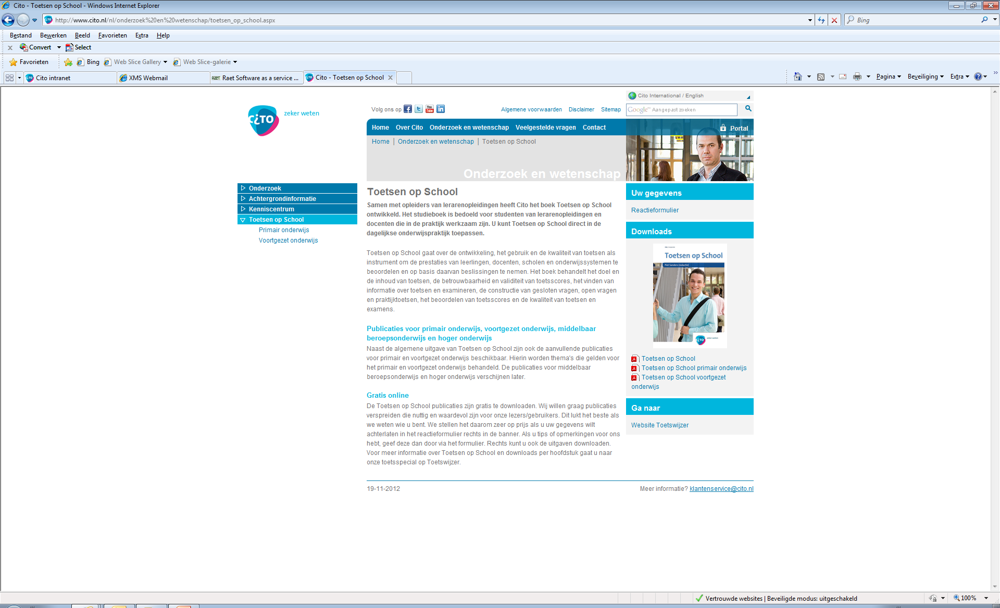 Cito - Toetsen op School - Windows Internet Explorer
http://www.cito.nl/nl/onderzoek%20en%20wetenschap/toetsen_op_school.aspx
Bing
Bestand Bewerken Beeld Favorieten Extra Help
x Convert Select
Favorieten Bing Web Slice Gallery Web Slice-galerie
Cito intranet XMS Webmail RAET Raet Software as a service ... Cito - Toetsen op School Pagina Beveiliging Extra
Cito International / English
CiTO zeker weten
Volg ons op Algemene voorwaarden Disclaimer Sitemap Google™ Aangepast zoeken
Home Over Cito Onderzoek en wetenschap Veelgestelde vragen Contact Portal
Home | Onderzoek en wetenschap | Toetsen op School
Onderzoek en wetenschap
Onderzoek
Achtergrondinformatie
Kenniscentrum
Toetsen op School
Primair onderwijs
Voortgezet onderwijs
Toetsen op School
Samen met opleiders van lerarenopleidingen heeft Cito het boek Toetsen op School
ontwikkeld. Het studieboek is bedoeld voor studenten van lerarenopleidingen en
docenten die in de praktijk werkzaam zijn. U kunt Toetsen op School direct in de
dagelijkse onderwijspraktijk toepassen.
Toetsen op School gaat over de ontwikkeling, het gebruik en de kwaliteit van toetsen als
instrument om de prestaties van leerlingen, docenten, scholen en onderwijssystemen te
beoordelen en op basis daarvan beslissingen te nemen. Het boek behandelt het doel en
de inhoud van toetsen, de betrouwbaarheid en validiteit van toetsscores, het vinden van
informatie over toetsen en examineren, de constructie van gesloten vragen, open vragen
en praktijktoetsen, het beoordelen van toetsscores en de kwaliteit van toetsen en
examens.
Publicaties voor primair onderwijs, voortgezet onderwijs, middelbaar
beroepsonderwijs en hoger onderwijs
Naast de algemene uitgave van Toetsen op School zijn ook de aanvullende publicaties
voor primair en voortgezet onderwijs beschikbaar. Hierin worden thema's die gelden voor
het primair en voortgezet onderwijs behandeld. De publicaties voor middelbaar
beroepsonderwijs en hoger onderwijs verschijnen later.
Gratis online
De Toetsen op School publicaties zijn gratis te downloaden. Wij willen graag publicaties
verspreiden die nuttig en waardevol zijn voor onze lezers/gebruikers. Dit lukt het beste als
we weten wie u bent. We stellen het daarom zeer op prijs als u uw gegevens wilt
achterlaten in het reactieformulier rechts in de banner. Als u tips of opmerkingen voor ons
hebt, geef deze dan door via het formulier. Rechts kunt u ook de uitgaven downloaden.
Voor meer informatie over Toetsen op School en downloads per hoofdstuk gaat u naar
onze toetsspecial op Toetswijzer.
Uw gegevens
Reactieformulier
Downloads
Toetsen op School
Piet Sanders (redactie)
CiTO zeker weten
Toetsen op School
Toetsen op School primair onderwijs
Toetsen op School voortgezet
onderwijs
Ga naar
Website Toetswijzer
19-11-2012 Meer informatie? klantenservice@cito.nl
Vertrouwde websites | Beveiligde modus: uitgeschakeld 100%